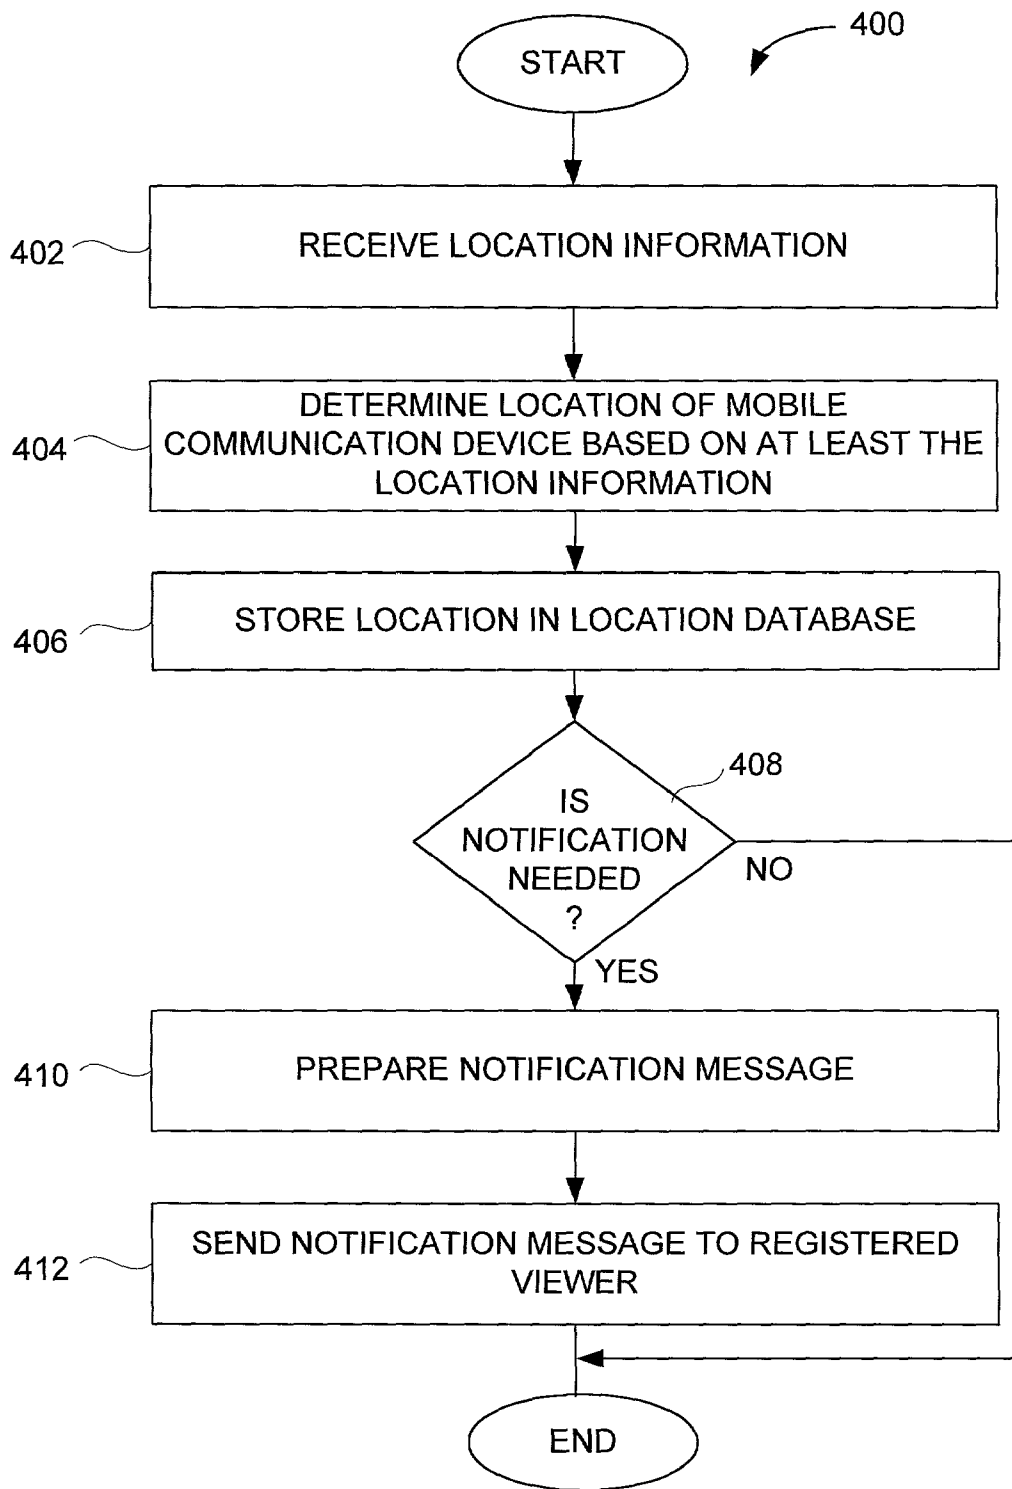 START
400
402
RECEIVE LOCATION INFORMATION
404
DETERMINE LOCATION OF MOBILE
COMMUNICATION DEVICE BASED ON AT LEAST THE
LOCATION INFORMATION
406
STORE LOCATION IN LOCATION DATABASE
408
IS
NOTIFICATION
NEEDED
?
NO
YES
410
PREPARE NOTIFICATION MESSAGE
412
SEND NOTIFICATION MESSAGE TO REGISTERED
VIEWER
END